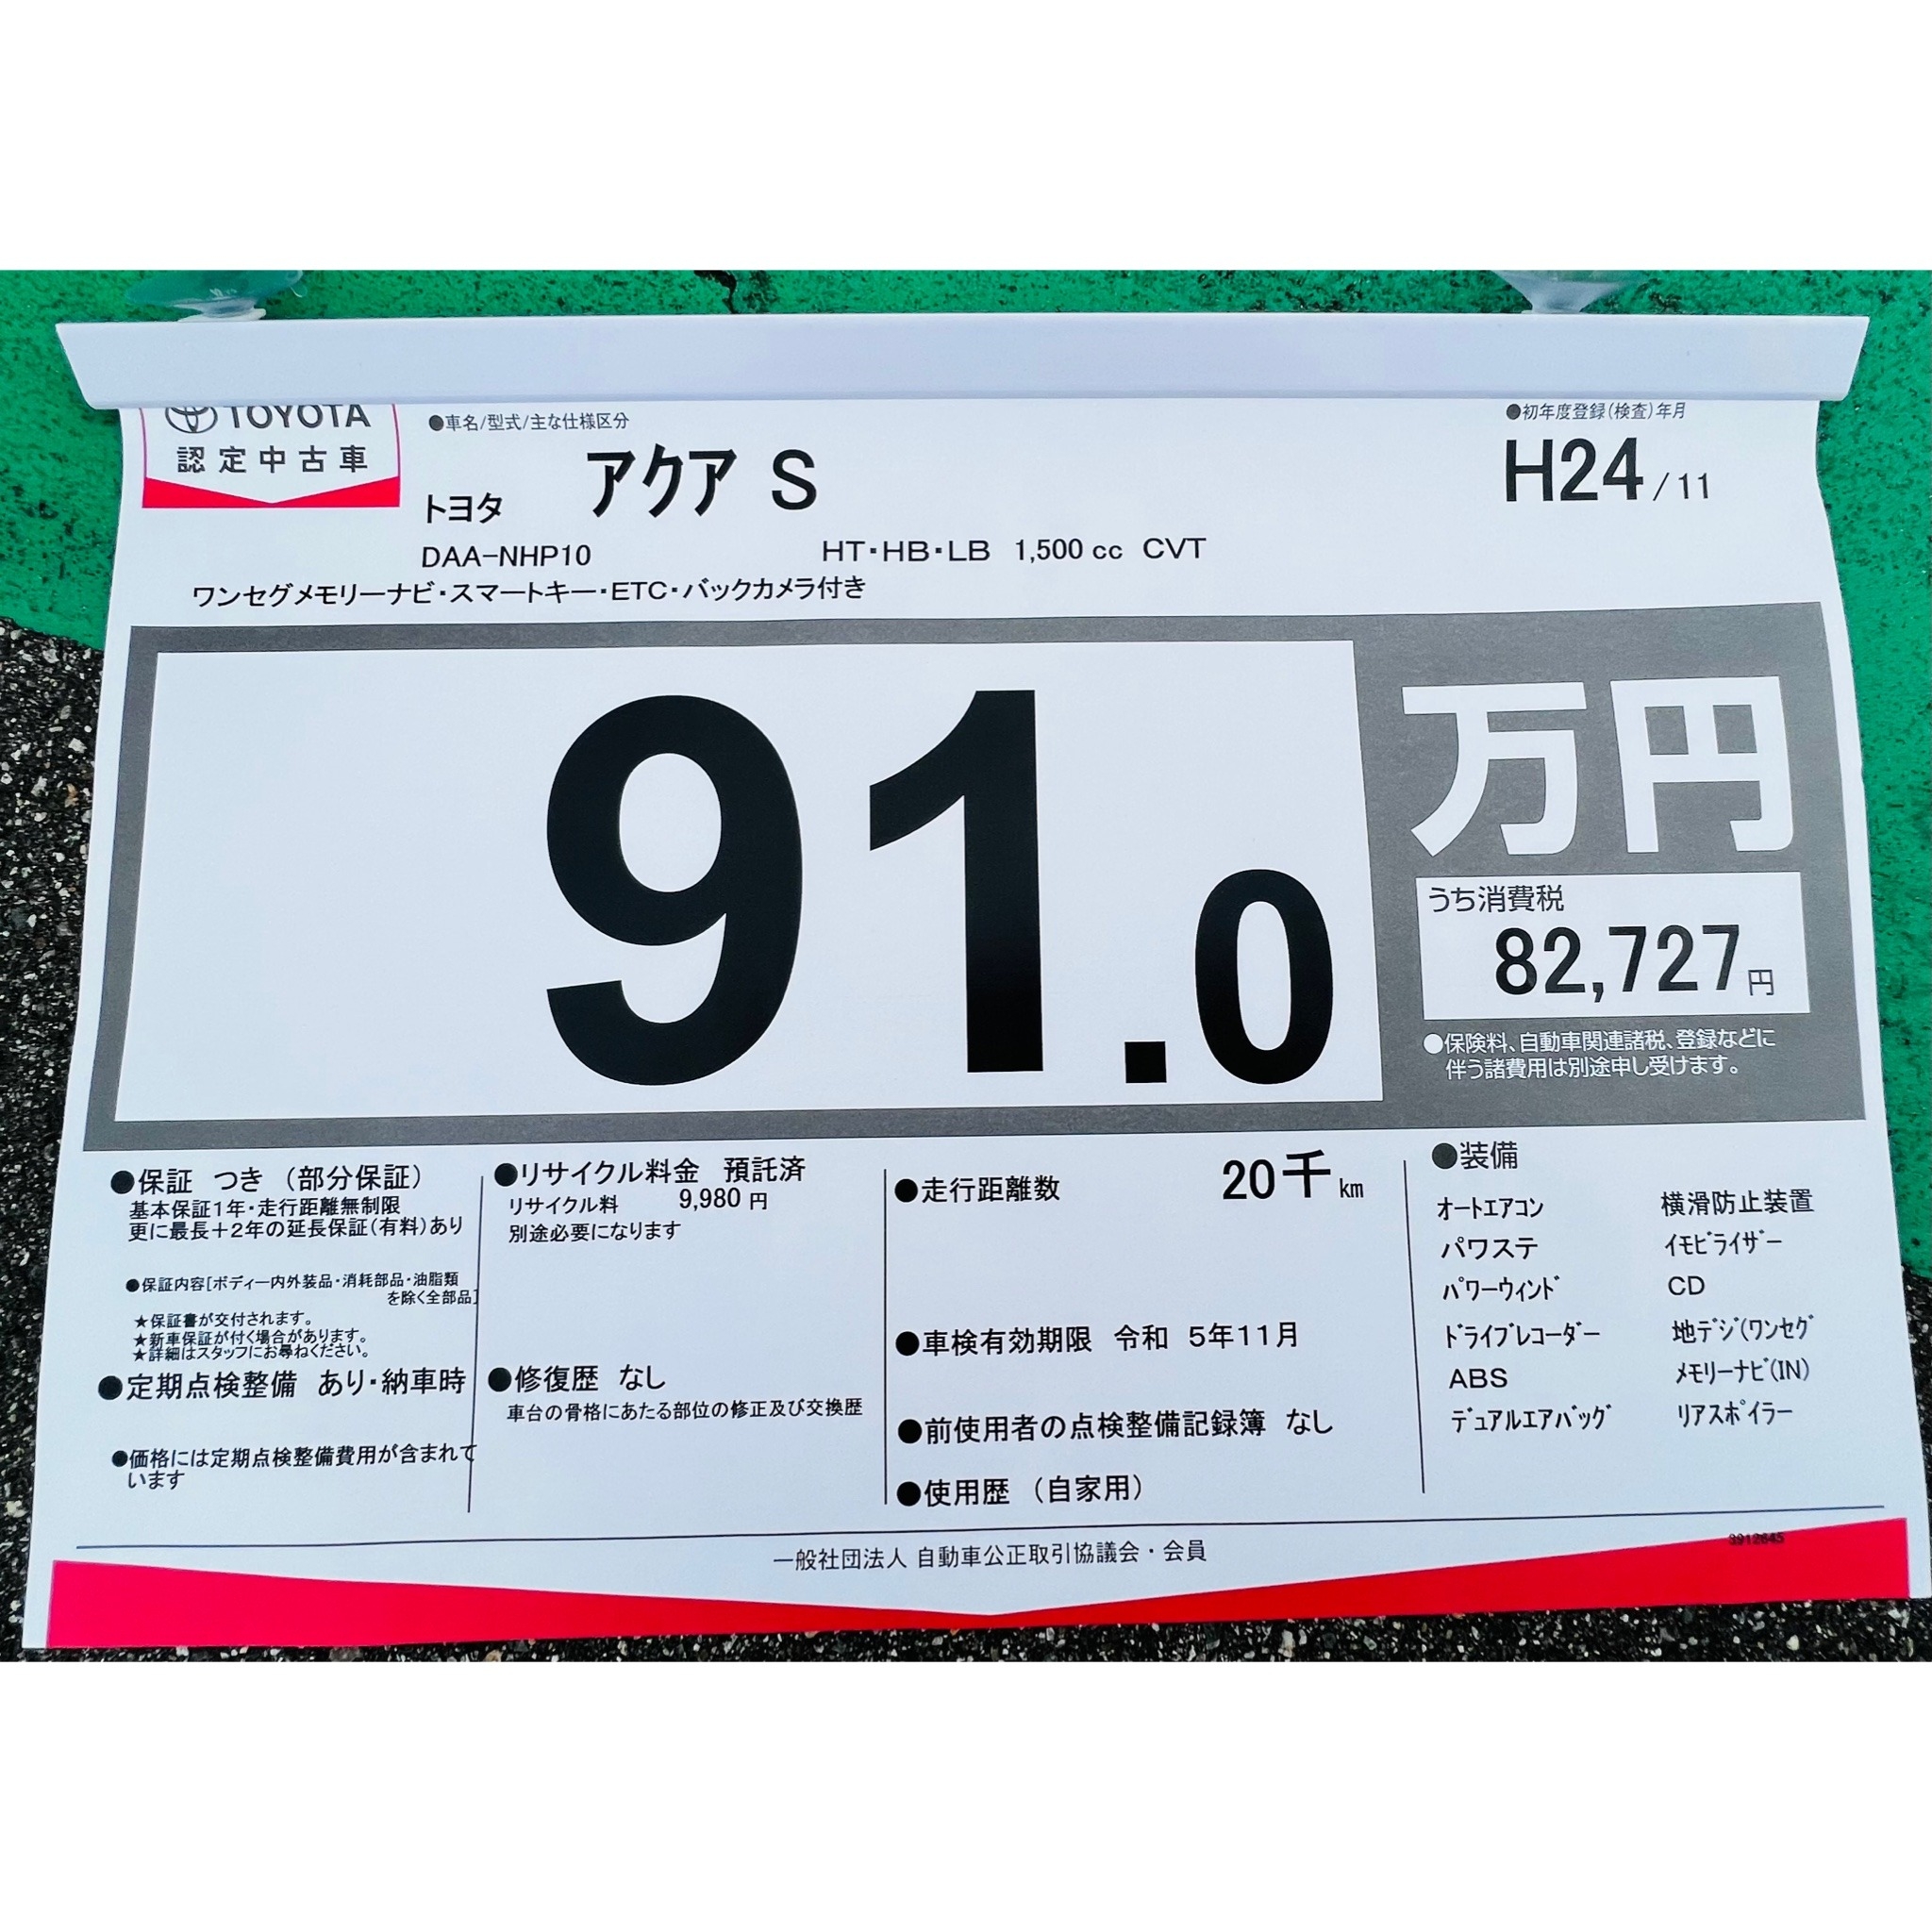 TOYOTA
認定中古車
●車名/型式/主な仕様区分
●初年度登録(検査)年月
トヨタ アクア S
H24/11
DAA-NHP10 HT・HB・LB 1,500 cc CVT
ワンセグメモリーナビ・スマートキー・ETC・バックカメラ付き
91.0
万円
うち消費税
82,727円
●保険料、自動車関連諸税、登録などに
伴う諸費用は別途申し受けます。
●保証 つき (部分保証)
基本保証1年・走行距離無制限
更に最長+2年の延長保証(有料)あり
●保証内容[ボディー内外装品・消耗部品・油脂類
を除く全部品]
★保証書が交付されます。
★新車保証が付く場合があります。
★詳細はスタッフにお尋ねください。
●定期点検整備 あり・納車時
●価格には定期点検整備費用が含まれて
います
●リサイクル料金 預託済
リサイクル料 9,980 円
別途必要になります
●修復歴 なし
車台の骨格にあたる部位の修正及び交換歴
●走行距離数 20千km
●車検有効期限 令和 5年11月
●前使用者の点検整備記録簿 なし
●使用歴 (自家用)
●装備
オートエアコン 横滑防止装置
パワステ ｲﾓﾋﾞﾗｲｻﾞｰ
ﾊﾟﾜｰｳｨﾝﾄﾞ CD
ﾄﾞﾗｲﾌﾞﾚｺｰﾀﾞｰ 地ﾃﾞｼﾞ(ﾜﾝｾｸﾞ
ABS ﾒﾓﾘｰﾅﾋﾞ(IN)
ﾃﾞｭｱﾙｴｱﾊﾞｯｸﾞ ﾘｱｽﾎﾟｲﾗｰ
3912645
一般社団法人 自動車公正取引協議会・会員